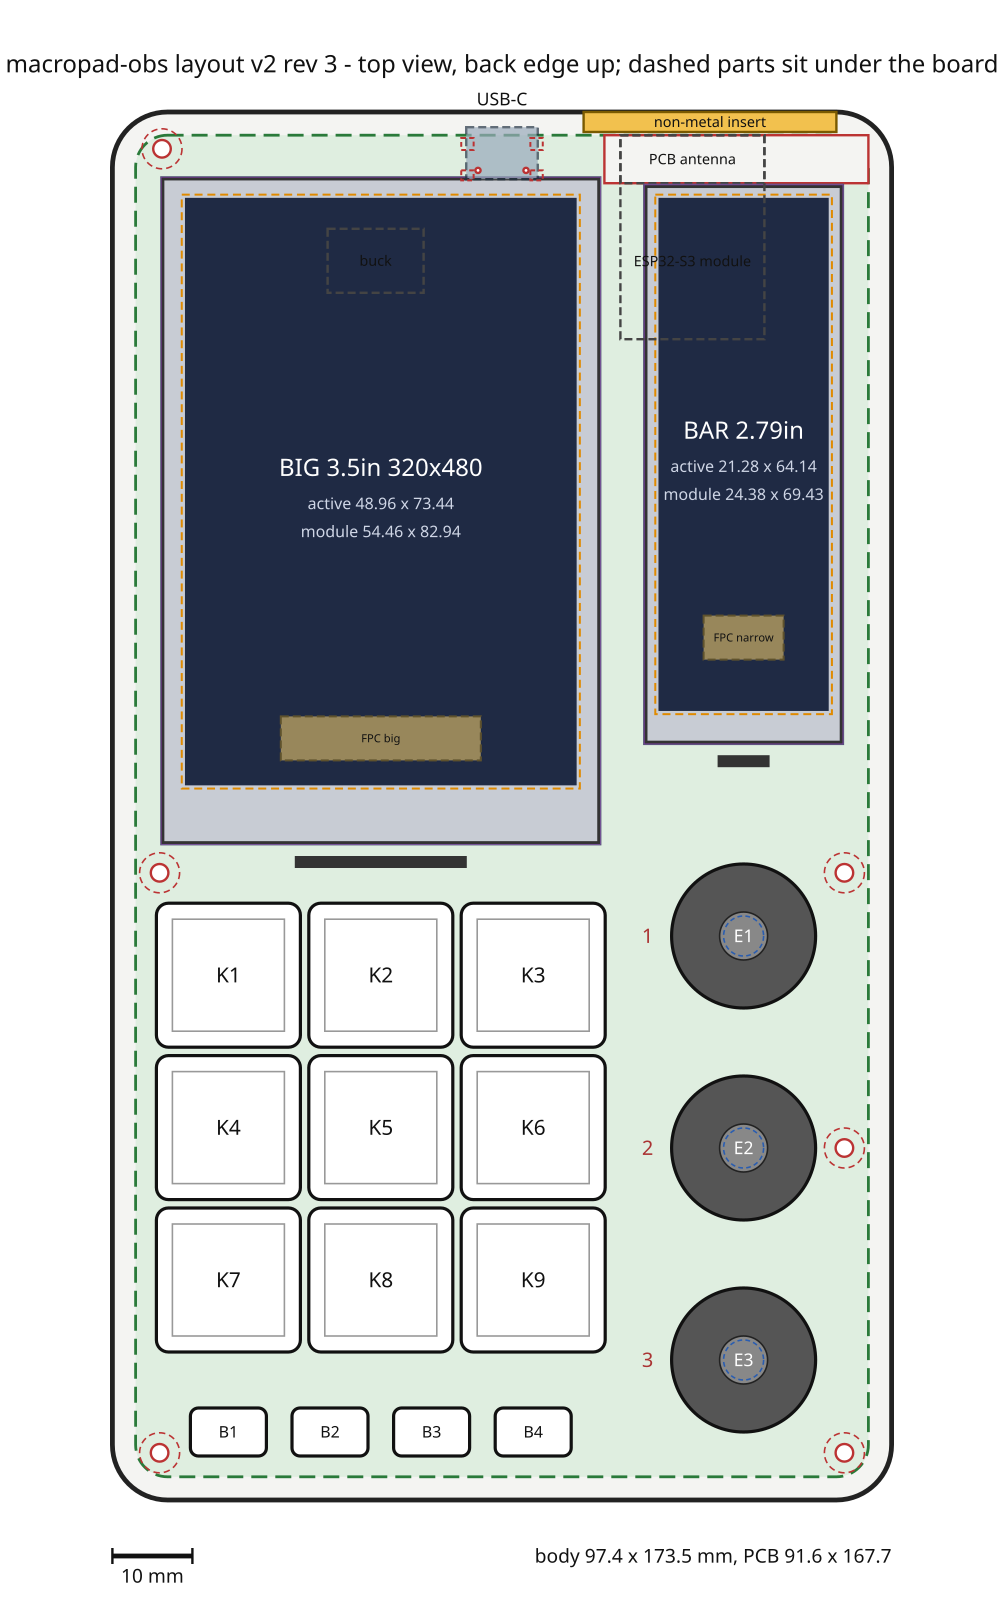 macropad-obs layout v2 rev 3 - top view, back edge up; dashed parts sit under the board
USB-C
non-metal insert
PCB antenna
buck
ESP32-S3 module
BAR 2.79in
active 21.28 x 64.14
module 24.38 x 69.43
BIG 3.5in 320x480
active 48.96 x 73.44
module 54.46 x 82.94
FPC narrow
FPC big
K1
K2
K3
1
E1
K4
K5
K6
2
E2
K7
K8
K9
3
E3
B1
B2
B3
B4
body 97.4 x 173.5 mm, PCB 91.6 x 167.7
10 mm